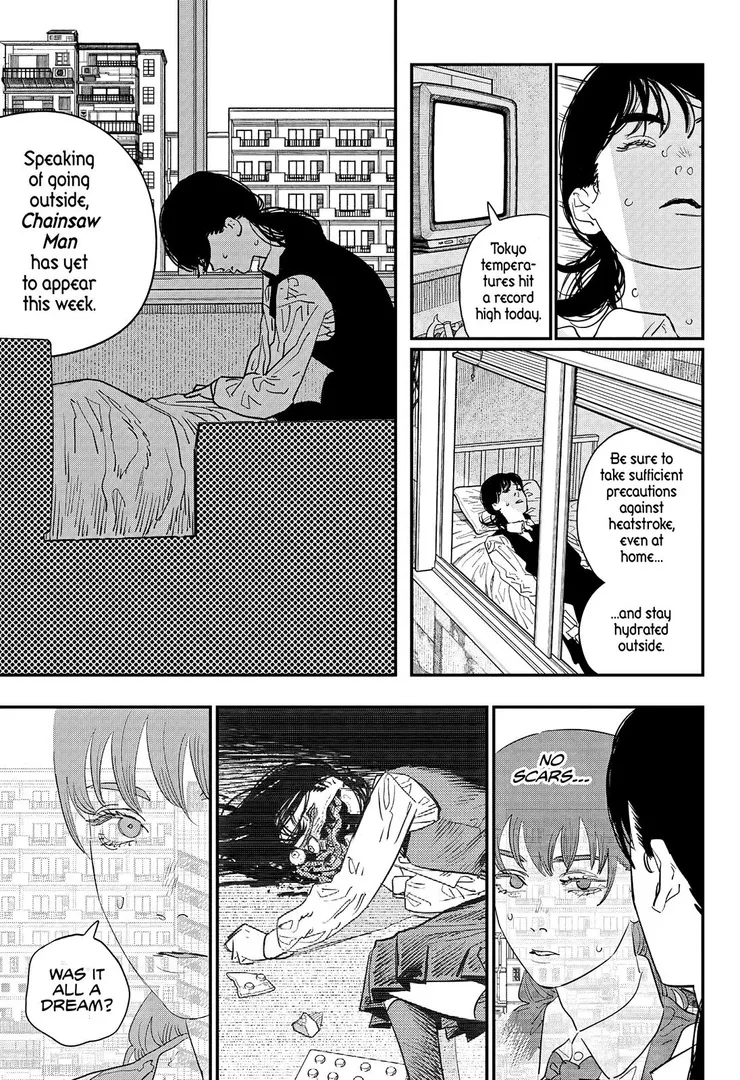 Tokyo
tempera-
tures hit
a record
high today.
Be sure to
take sufficient
precautions
against
heatstroke,
even at
home...
...and stay
hydrated
outside.
Speaking
of going
outside,
Chainsaw
Man
has yet
to appear
this week.
NO
SCARS...
WAS IT
ALL A
DREAM?